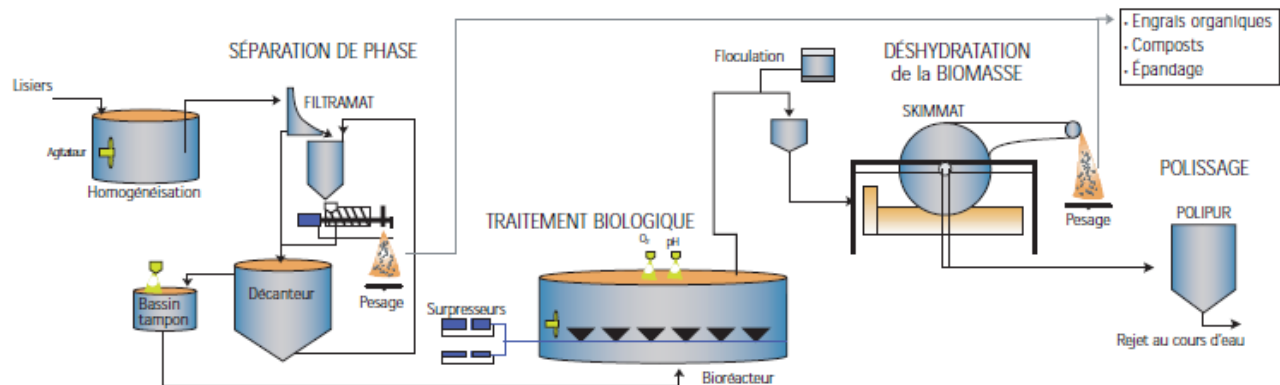 SÉPARATION DE PHASE
Lisiers
FILTRAMAT
Agitateur
Homogénéisation
Bassin
tampon
Décanteur
Pesage
TRAITEMENT BIOLOGIQUE
O₂
pH
Surpresseurs
Bioréacteur
Floculation
DÉSHYDRATATION
de la BIOMASSE
SKIMMAT
Pesage
• Engrais organiques
• Composts
• Épandage
POLISSAGE
POLIPUR
Rejet au cours d'eau